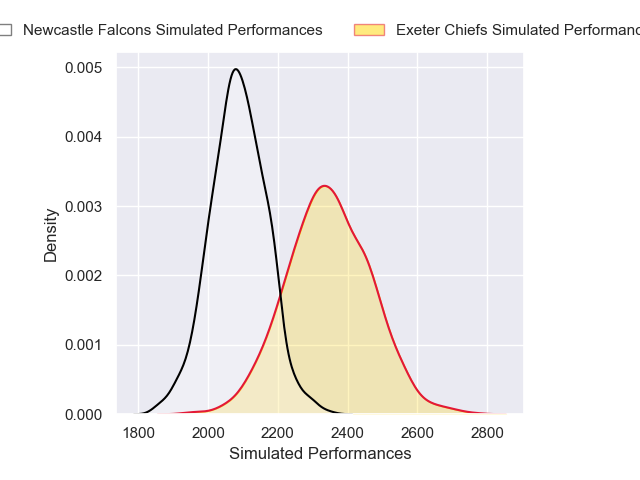 Newcastle Falcons Simulated Performances
Exeter Chiefs Simulated
0.005
0.004
0.003
0.002
0.001
0.000
Density
1800 2000 2200 2400 2600 2800
Simulated Performances